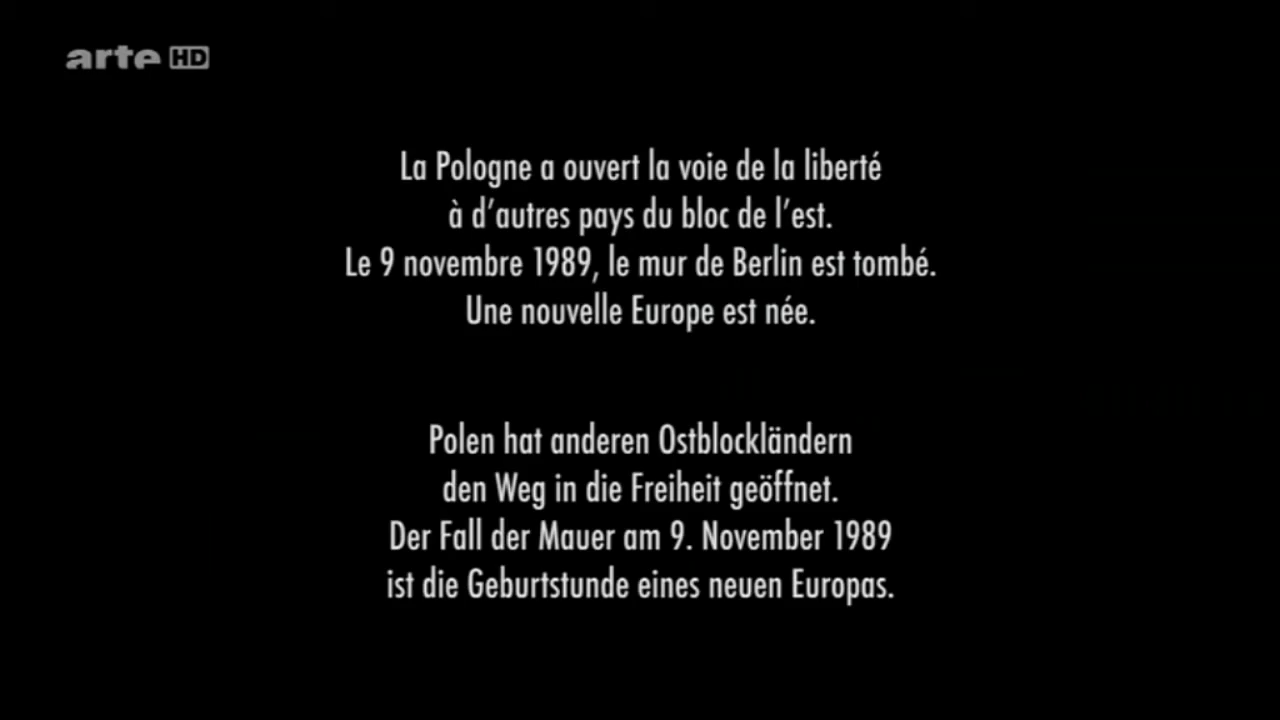 arte HD
La Pologne a ouvert la voie de la liberté
à d'autres pays du bloc de l'est.
Le 9 novembre 1989, le mur de Berlin est tombé.
Une nouvelle Europe est née.
Polen hat anderen Ostblockländern
den Weg in die Freiheit geöffnet.
Der Fall der Mauer am 9. November 1989
ist die Geburtstunde eines neuen Europas.